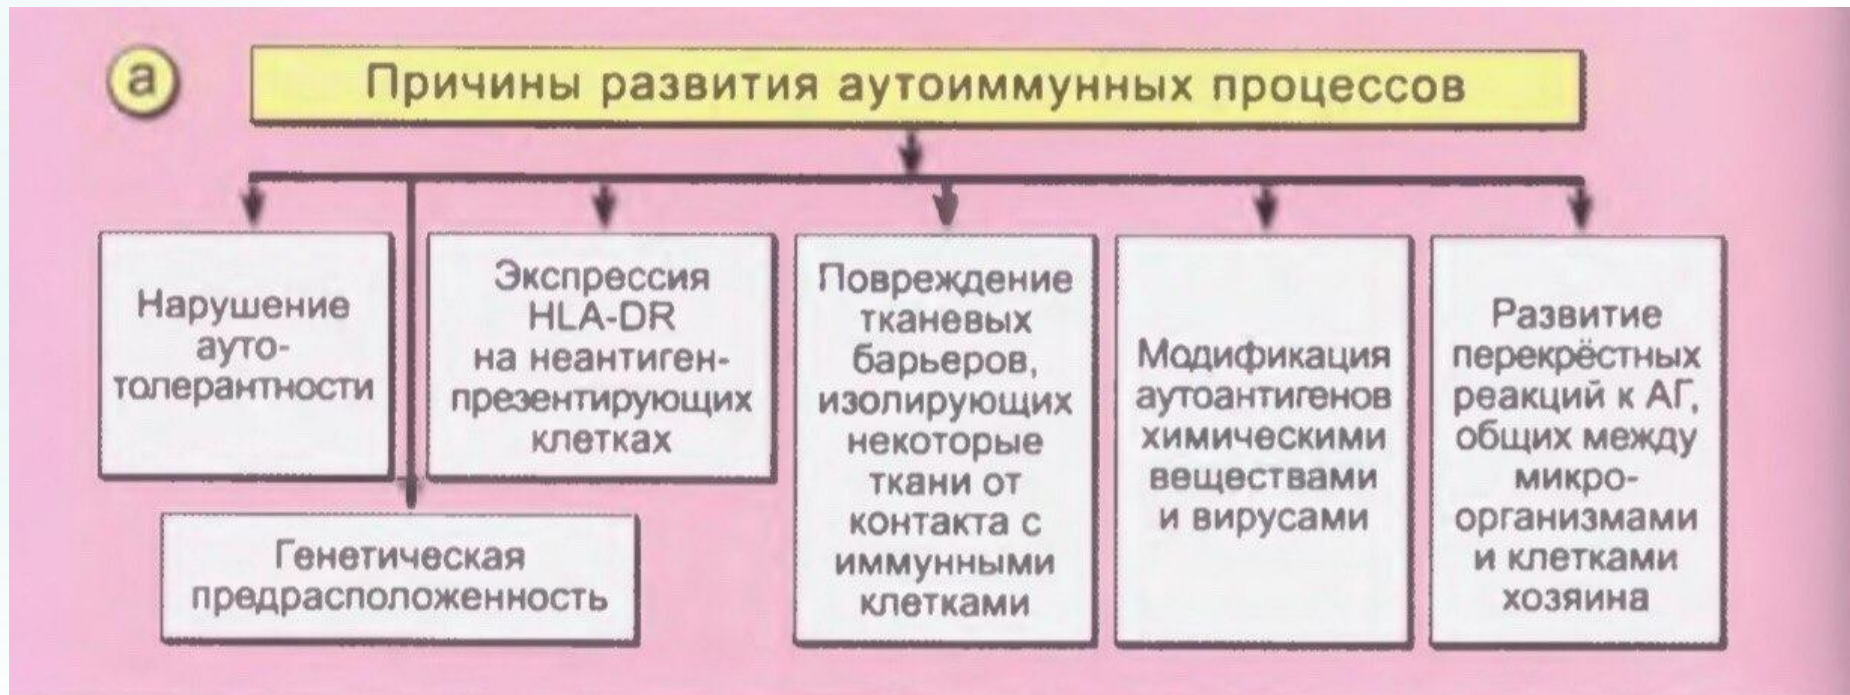 а
Причины развития аутоиммунных процессов
Нарушение
ауто-
толерантности
Генетическая
предрасположенность
Экспрессия
HLA-DR
на неантиген-
презентирующих
клетках
Повреждение
тканевых
барьеров,
изолирующих
некоторые
ткани от
контакта с
иммунными
клетками
Модификация
аутоантигенов
химическими
веществами
и вирусами
Развитие
перекрёстных
реакций к АГ,
общих между
микро-
организмами
и клетками
хозяина